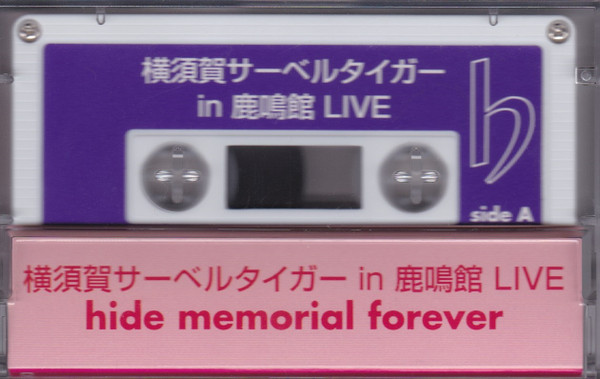 横須賀サーベルタイガー
in 鹿鳴館 LIVE
side A
横須賀サーベルタイガー in 鹿鳴館 LIVE
hide memorial forever